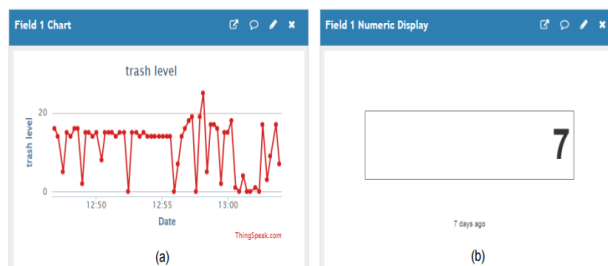 Field 1 Chart
trash level
20
trash level
0
12:50
12:55
13:00
Date
ThingSpeak.com
(a)
Field 1 Numeric Display
7
7 days ago
(b)